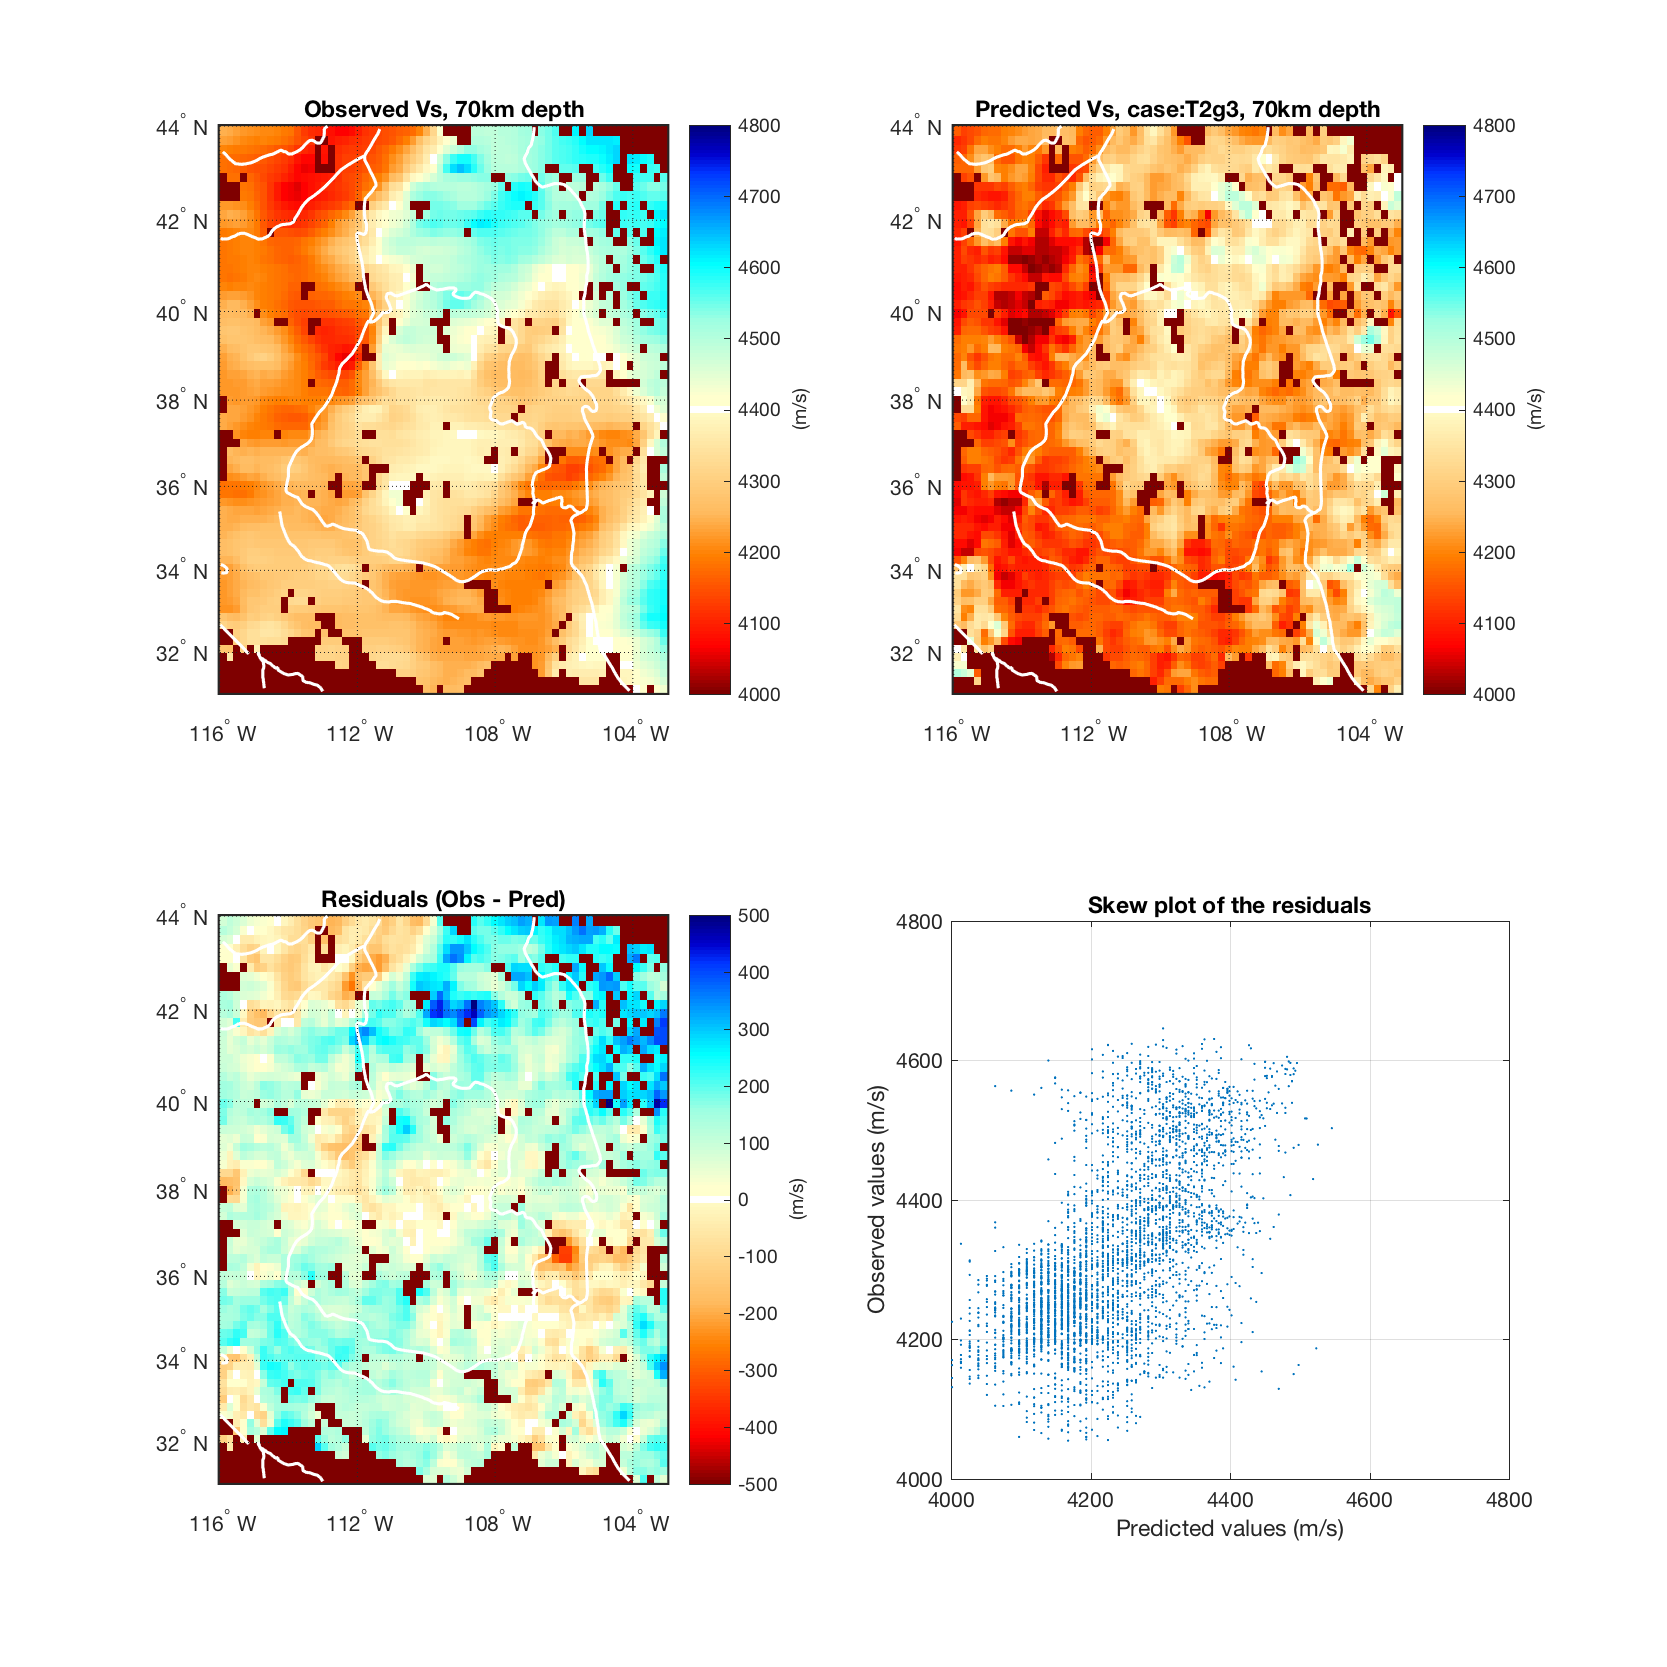 Observed Vs, 70km depth
44° N
42° N
40° N
38° N
36° N
34° N
32° N
116° W
112° W
108° W
104° W
4800
4700
4600
4500
4400
4300
4200
4100
4000
(m/s)
Predicted Vs, case:T2g3, 70km depth
44° N
42° N
40° N
38° N
36° N
34° N
32° N
116° W
112° W
108° W
104° W
4800
4700
4600
4500
4400
4300
4200
4100
4000
(m/s)
Residuals (Obs - Pred)
44° N
42° N
40° N
38° N
36° N
34° N
32° N
116° W
112° W
108° W
104° W
500
400
300
200
100
0
-100
-200
-300
-400
-500
(m/s)
Skew plot of the residuals
4800
4600
4400
4200
4000
Observed values (m/s)
4000
4200
4400
4600
4800
Predicted values (m/s)